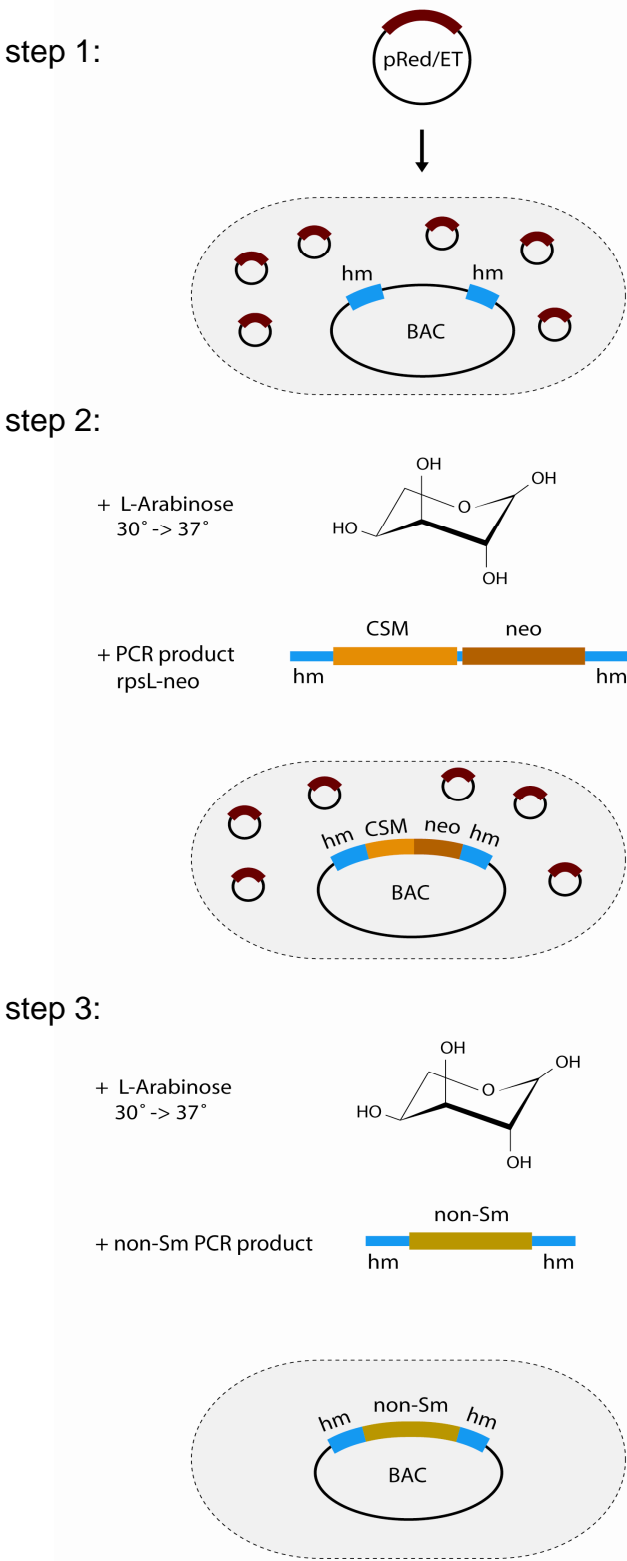 step 1:
pRed/ET
hm hm
BAC
step 2:
+ L-Arabinose
30˚ -> 37˚
OH
OH
O
HO
OH
+ PCR product
rpsL-neo
CSM neo
hm hm
hm CSM neo hm
BAC
step 3:
+ L-Arabinose
30˚ -> 37˚
OH
OH
O
HO
OH
+ non-Sm PCR product
non-Sm
hm hm
hm non-Sm hm
BAC